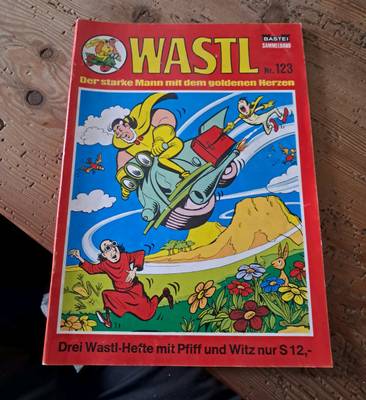 BASTEI
SAMMELBAND
WASTL
Nr. 123
Der starke Mann mit dem goldenen Herzen
Drei Wastl-Hefte mit Pfiff und Witz nur S 12,-